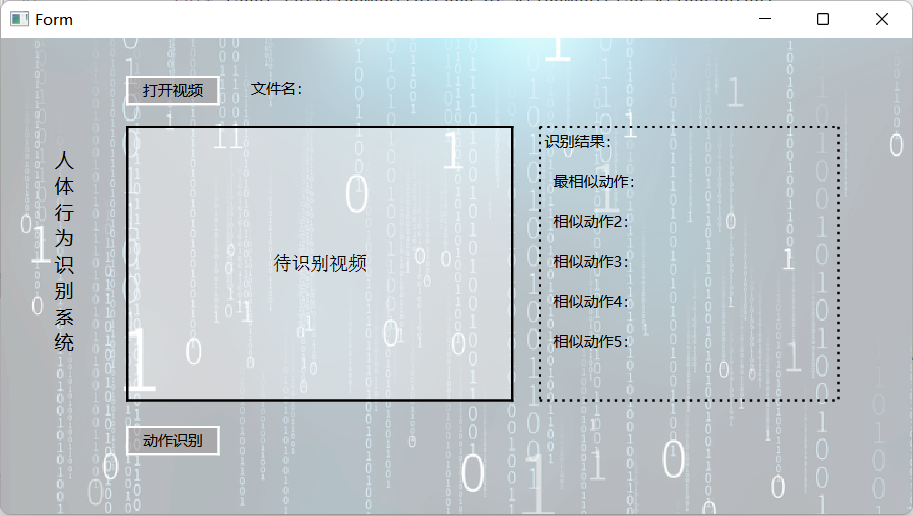 Form
打开视频
文件名：
人体行为识别系统
待识别视频
识别结果：
最相似动作：
相似动作2：
相似动作3：
相似动作4：
相似动作5：
动作识别